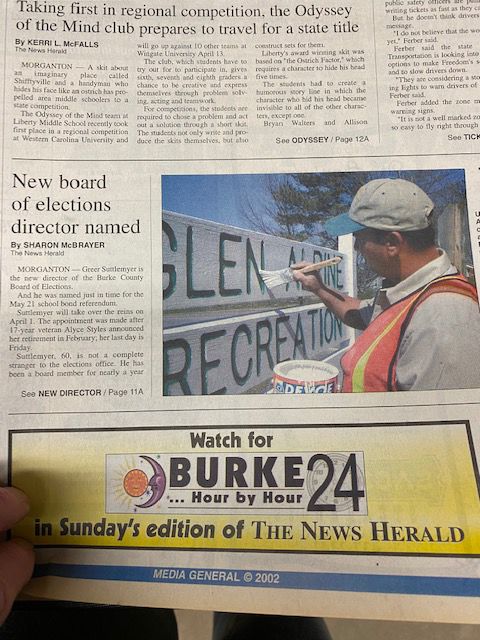 Taking first in regional competition, the Odyssey
of the Mind club prepares to travel for a state title
By KERRI L. McFALLS
The News Herald
MORGANTON — A skit about
an imaginary place called
Sniffyville and a handyman who
hides his face like an ostrich has pro-
pelled area middle schoolers to a
state competition.
The Odyssey of the Mind team at
Liberty Middle School recently took
first place in a regional competition
at Western Carolina University and
will go up against 10 other teams at
Wingate University April 13.
The club, which students have to
try out for to participate in, gives
sixth, seventh and eighth graders a
chance to be creative and express
themselves through problem solv-
ing, acting and teamwork.
For competitions, the students are
required to chose a problem and act
out a solution through a short skit.
The students not only write and pro-
duce the skits themselves, but also
construct sets for them.
Liberty's award winning skit was
based on "the Ostrich Factor," which
requires a character to hide his head
five times.
The students had to create a
humorous story line in which the
character who hid his head became
invisible to all of the other charac-
ters, except one.
Bryan Walters and Allison
See ODYSSEY / Page 12A
public safety officers are
writing tickets as fast as they c
But he doesn't think drivers
message.
"I do not believe that the wo
yet," Ferber said.
Ferber said the state
Transportation is looking into
options to make Freedom's s
and to slow drivers down.
"They are considering a sto
ing lights to warn drivers of
Ferber said.
Ferber added the zone m
warning signs.
"It is not a well marked zo
so easy to fly right through
See TICK
New board
of elections
director named
By SHARON McBRAYER
The News Herald
MORGANTON — Greer Suttlemyer is
the new director of the Burke County
Board of Elections.
And he was named just in time for the
May 21 school bond referendum.
Suttlemyer will take over the reins on
April 1. The appointment was made after
17-year veteran Alyce Styles announced
her retirement in February; her last day is
Friday.
Suttlemyer, 60, is not a complete
stranger to the elections office. He has
been a board member for nearly a year
See NEW DIRECTOR / Page 11A
GLEN ALPINE
RECREATION
Watch for
BURKE 24
... Hour by Hour
in Sunday's edition of THE NEWS HERALD
MEDIA GENERAL © 2002